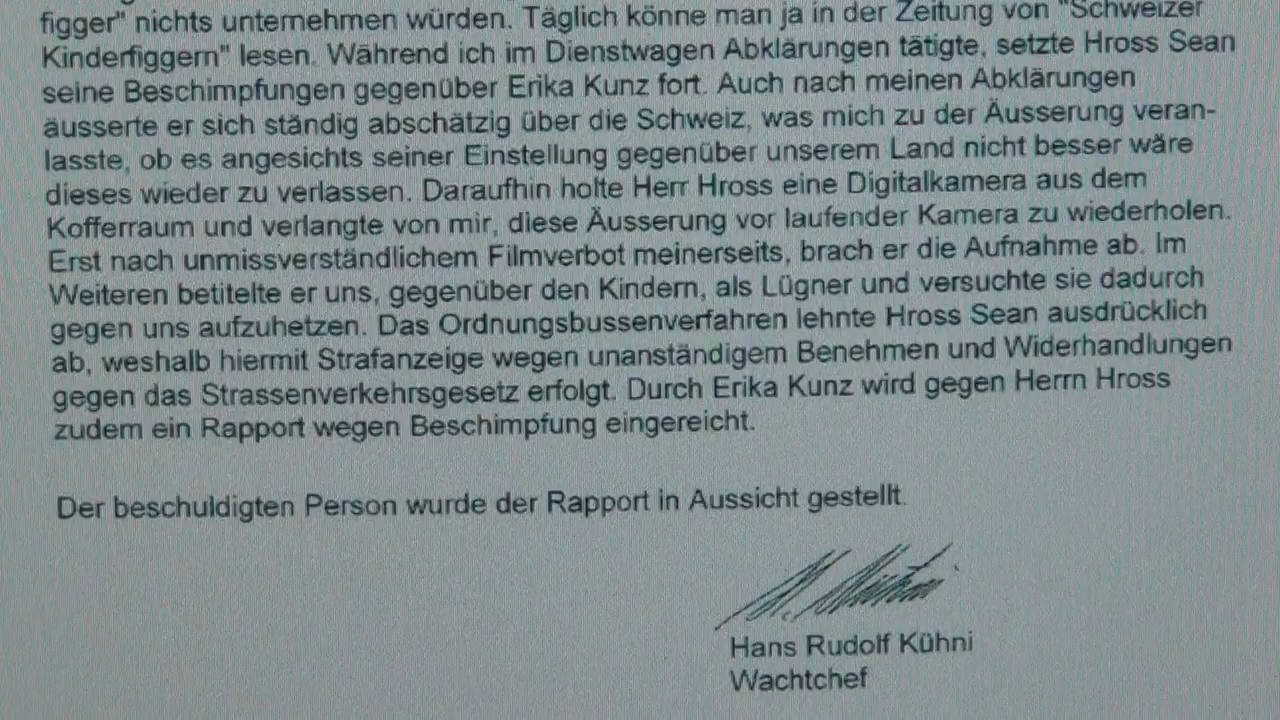 figger" nichts unternehmen würden. Täglich könne man ja in der Zeitung von "Schweizer
Kinderfiggern" lesen. Während ich im Dienstwagen Abklärungen tätigte, setzte Hross Sean
seine Beschimpfungen gegenüber Erika Kunz fort. Auch nach meinen Abklärungen
äusserte er sich ständig abschätzig über die Schweiz, was mich zu der Äusserung veran-
lasste, ob es angesichts seiner Einstellung gegenüber unserem Land nicht besser wäre
dieses wieder zu verlassen. Daraufhin holte Herr Hross eine Digitalkamera aus dem
Kofferraum und verlangte von mir, diese Äusserung vor laufender Kamera zu wiederholen.
Erst nach unmissverständlichem Filmverbot meinerseits, brach er die Aufnahme ab. Im
Weiteren betitelte er uns, gegenüber den Kindern, als Lügner und versuchte sie dadurch
gegen uns aufzuhetzen. Das Ordnungsbussenverfahren lehnte Hross Sean ausdrücklich
ab, weshalb hiermit Strafanzeige wegen unanständigem Benehmen und Widerhandlungen
gegen das Strassenverkehrsgesetz erfolgt. Durch Erika Kunz wird gegen Herrn Hross
zudem ein Rapport wegen Beschimpfung eingereicht.
Der beschuldigten Person wurde der Rapport in Aussicht gestellt.
Hans Rudolf Kühni
Wachtchef